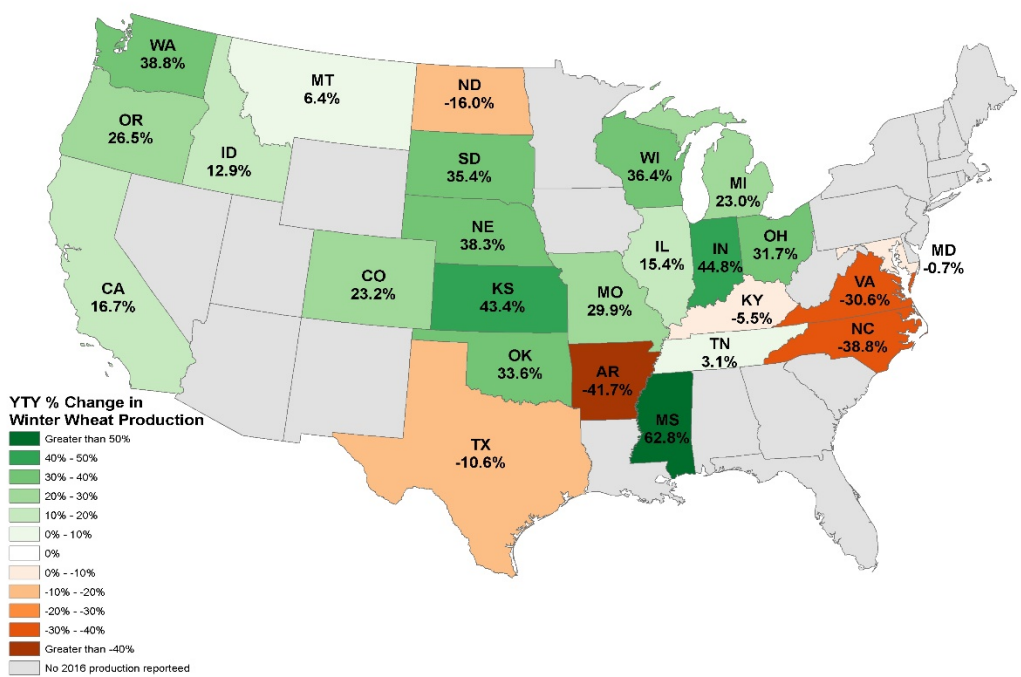 WA
38.8%
MT
6.4%
ND
-16.0%
OR
26.5%
ID
12.9%
SD
35.4%
WI
36.4%
MI
23.0%
NE
38.3%
IL
15.4%
IN
44.8%
OH
31.7%
MD
-0.7%
CA
16.7%
CO
23.2%
KS
43.4%
MO
29.9%
KY
-5.5%
VA
-30.6%
NC
-38.8%
TN
3.1%
OK
33.6%
AR
-41.7%
MS
62.8%
TX
-10.6%
YTY % Change in
Winter Wheat Production
Greater than 50%
40% - 50%
30% - 40%
20% - 30%
10% - 20%
0% - 10%
0%
0% - -10%
-10% - -20%
-20% - -30%
-30% - -40%
Greater than -40%
No 2016 production reporteed